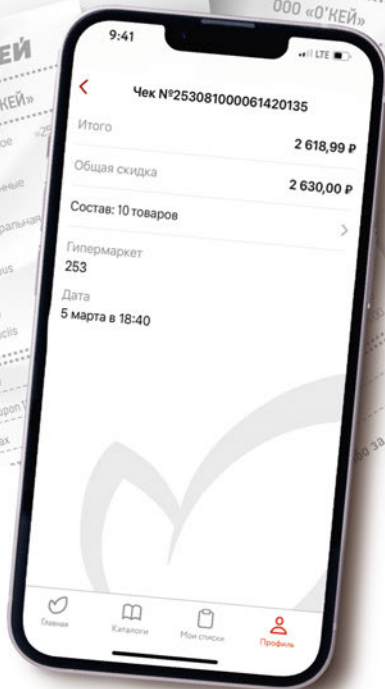 ООО «О'КЕЙ»
9:41
LTE
Чек №253081000061420135
Итого
2 618,99 ₽
Общая скидка
2 630,00 ₽
Состав: 10 товаров
Гипермаркет
253
Дата
5 марта в 18:40
Главная
Каталоги
Мои списки
Профиль